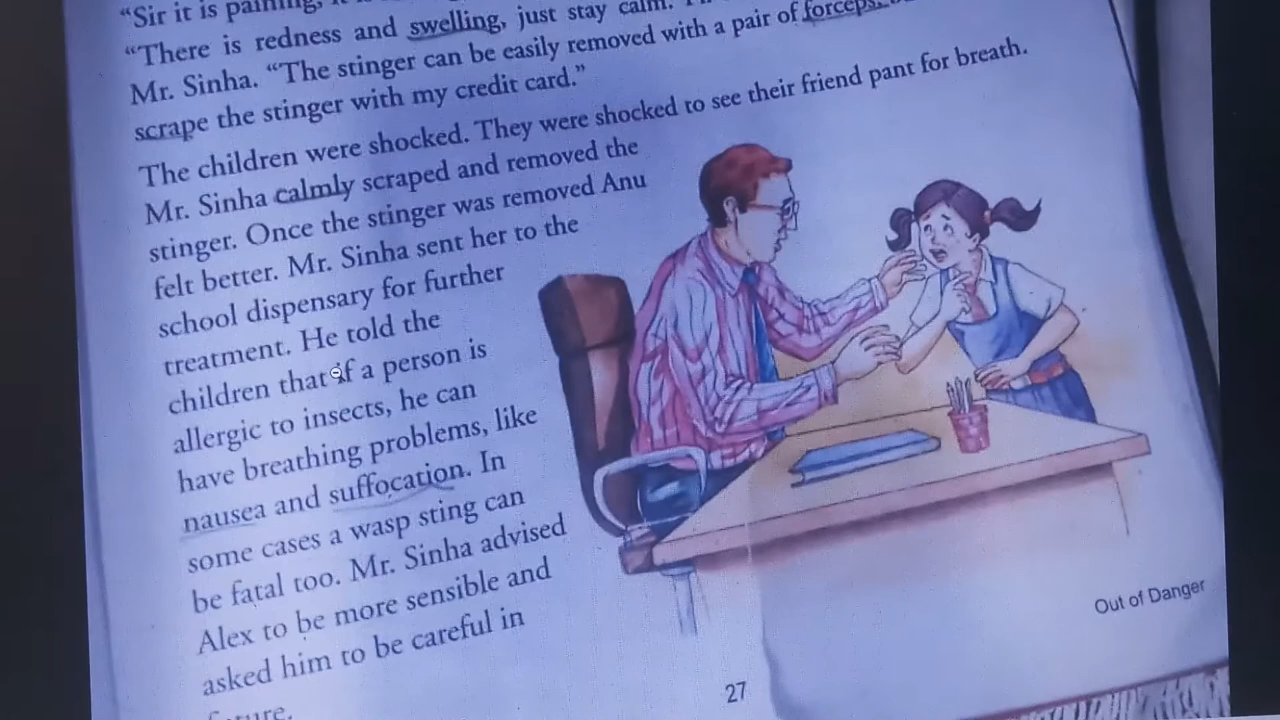 "Sir it is paining,
"There is redness and swelling, just stay calm.
Mr. Sinha. "The stinger can be easily removed with a pair of forceps,
scrape the stinger with my credit card."
The children were shocked. They were shocked to see their friend pant for breath.
Mr. Sinha calmly scraped and removed the
stinger. Once the stinger was removed Anu
felt better. Mr. Sinha sent her to the
school dispensary for further
treatment. He told the
children that if a person is
allergic to insects, he can
have breathing problems, like
nausea and suffocation. In
some cases a wasp sting can
be fatal too. Mr. Sinha advised
Alex to be more sensible and
asked him to be careful in
future.
Out of Danger
27